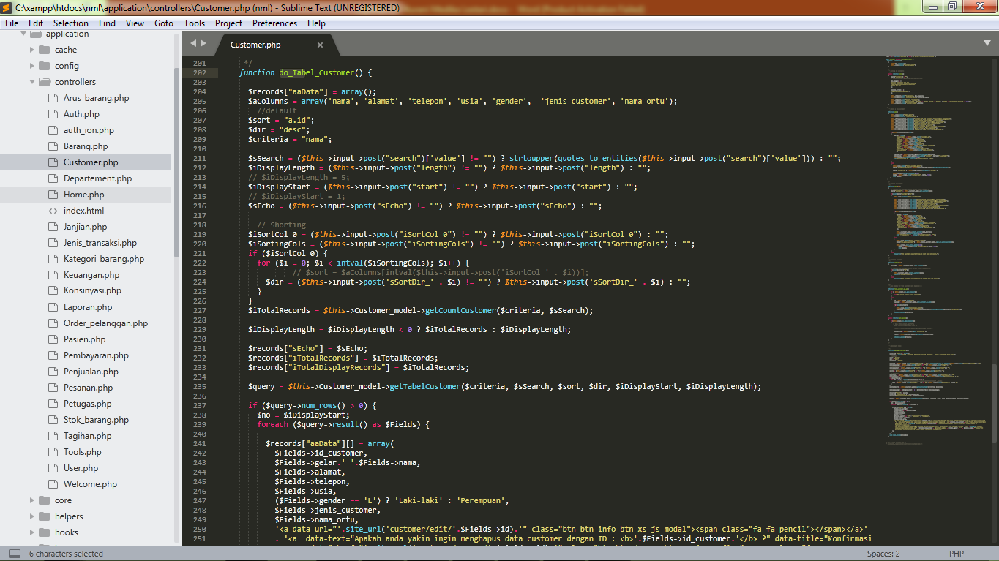 C:\xampp\htdocs\nml\application\controllers\Customer.php (nml) - Sublime Text (UNREGISTERED)
File Edit Selection Find View Goto Tools Project Preferences Help
application
cache
config
controllers
Arus_barang.php
Auth.php
auth_ion.php
Barang.php
Customer.php
Departement.php
Home.php
index.html
Janjian.php
Jenis_transaksi.php
Kategori_barang.php
Keuangan.php
Konsinyasi.php
Laporan.php
Order_pelanggan.php
Pasien.php
Pembayaran.php
Penjualan.php
Pesanan.php
Petugas.php
Stok_barang.php
Tagihan.php
Tools.php
User.php
Welcome.php
core
helpers
hooks
Customer.php
201 */
202 function do_Tabel_Customer() {
203
204 $records["aaData"] = array();
205 $aColumns = array('nama', 'alamat', 'telepon', 'usia', 'gender', 'jenis_customer', 'nama_ortu');
206 //default
207 $sort = "a.id";
208 $dir = "desc";
209 $criteria = "nama";
210
211 $sSearch = ($this->input->post("search")['value'] != "") ? strtoupper(quotes_to_entities($this->input->post("search")['value'])) : "";
212 $iDisplayLength = ($this->input->post("length") != "") ? $this->input->post("length") : "";
213 // $iDisplayLength = 5;
214 $iDisplayStart = ($this->input->post("start") != "") ? $this->input->post("start") : "";
215 // $iDisplayStart = 1;
216 $sEcho = ($this->input->post("sEcho") != "") ? $this->input->post("sEcho") : "";
217
218 // Shorting
219 $iSortCol_0 = ($this->input->post("iSortCol_0") != "") ? $this->input->post("iSortCol_0") : "";
220 $iSortingCols = ($this->input->post("iSortingCols") != "") ? $this->input->post("iSortingCols") : "";
221 if ($iSortCol_0) {
222 for ($i = 0; $i < intval($iSortingCols); $i++) {
223 // $sort = $aColumns[intval($this->input->post('iSortCol_' . $i))];
224 $dir = ($this->input->post('sSortDir_' . $i) != "") ? $this->input->post('sSortDir_' . $i) : "";
225 }
226 }
227 $iTotalRecords = $this->Customer_model->getCountCustomer($criteria, $sSearch);
228
229 $iDisplayLength = $iDisplayLength < 0 ? $iTotalRecords : $iDisplayLength;
230
231 $records["sEcho"] = $sEcho;
232 $records["iTotalRecords"] = $iTotalRecords;
233 $records["iTotalDisplayRecords"] = $iTotalRecords;
234
235 $query = $this->Customer_model->getTabelCustomer($criteria, $sSearch, $sort, $dir, $iDisplayStart, $iDisplayLength);
236
237 if ($query->num_rows() > 0) {
238 $no = $iDisplayStart;
239 foreach ($query->result() as $Fields) {
240
241 $records["aaData"][] = array(
242 $Fields->id_customer,
243 $Fields->gelar.' '.$Fields->nama,
244 $Fields->alamat,
245 $Fields->telepon,
246 $Fields->usia,
247 ($Fields->gender == 'L') ? 'Laki-laki' : 'Perempuan',
248 $Fields->jenis_customer,
249 $Fields->nama_ortu,
250 '<a data-url="'.site_url('customer/edit/'.$Fields->id).'" class="btn btn-info btn-xs js-modal"><span class="fa fa-pencil"></span></a>'
251 . '<a data-text="Apakah anda yakin ingin menghapus data customer dengan ID : <b>'.$Fields->id_customer.'</b> ?" data-title="Konfirmasi
6 characters selected
Spaces: 2
PHP